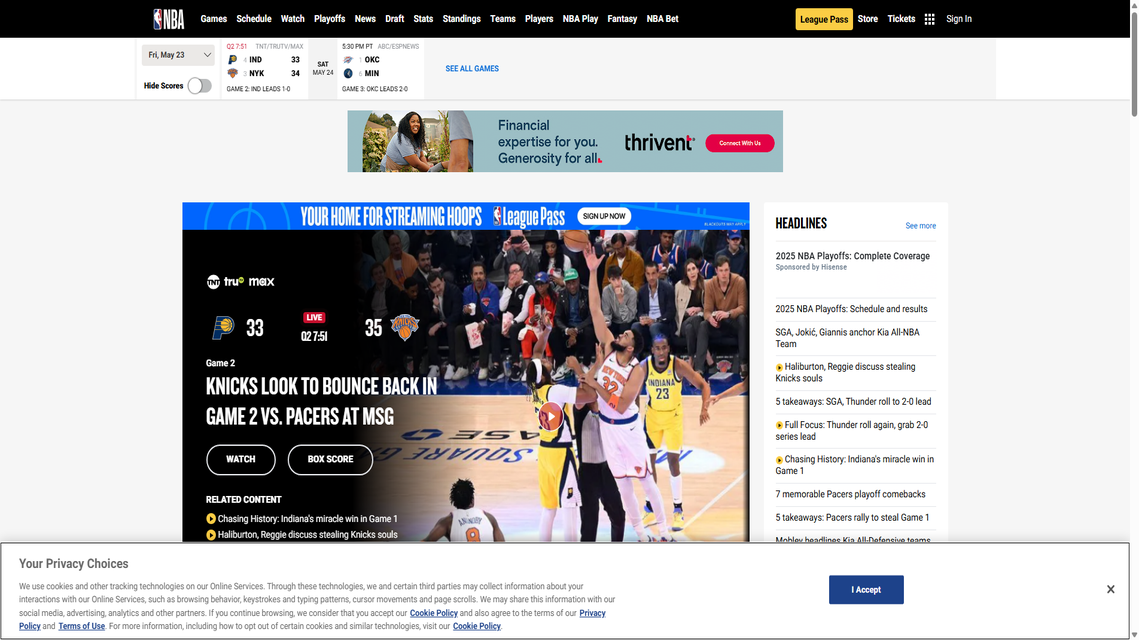 NBA
Games Schedule Watch Playoffs News Draft Stats Standings Teams Players NBA Play Fantasy NBA Bet
League Pass Store Tickets Sign In
Fri, May 23
Hide Scores
Q2 7:51 TNT/TRUTV/MAX
4 IND 33
3 NYK 34
GAME 2: IND LEADS 1-0
SAT
MAY 24
5:30 PM PT ABC/ESPNEWS
1 OKC
6 MIN
GAME 3: OKC LEADS 2-0
SEE ALL GAMES
Financial
expertise for you.
Generosity for all.
thrivent
Connect With Us
YOUR HOME FOR STREAMING HOOPS NBA League Pass SIGN UP NOW
BLACKOUTS MAY APPLY
TNT tru max
33 LIVE 35
Q2 7:51
Game 2
KNICKS LOOK TO BOUNCE BACK IN
GAME 2 VS. PACERS AT MSG
WATCH BOX SCORE
RELATED CONTENT
Chasing History: Indiana's miracle win in Game 1
Haliburton, Reggie discuss stealing Knicks souls
NEW YORK
32
INDIANA
23
8
HEADLINES See more
2025 NBA Playoffs: Complete Coverage
Sponsored by Hisense
2025 NBA Playoffs: Schedule and results
SGA, Jokić, Giannis anchor Kia All-NBA
Team
Haliburton, Reggie discuss stealing
Knicks souls
5 takeaways: SGA, Thunder roll to 2-0 lead
Full Focus: Thunder roll again, grab 2-0
series lead
Chasing History: Indiana's miracle win in
Game 1
7 memorable Pacers playoff comebacks
5 takeaways: Pacers rally to steal Game 1
Mobley headlines Kia All-Defensive teams
Your Privacy Choices
We use cookies and other tracking technologies on our Online Services. Through these technologies, we and certain third parties may collect information about your
interactions with our Online Services, such as browsing behavior, keystrokes and typing patterns, cursor movements and page scrolls. We may share this information with our
social media, advertising, analytics and other partners. If you continue browsing, we consider that you accept our Cookie Policy and also agree to the terms of our Privacy
Policy and Terms of Use. For more information, including how to opt out of certain cookies and similar technologies, visit our Cookie Policy.
I Accept